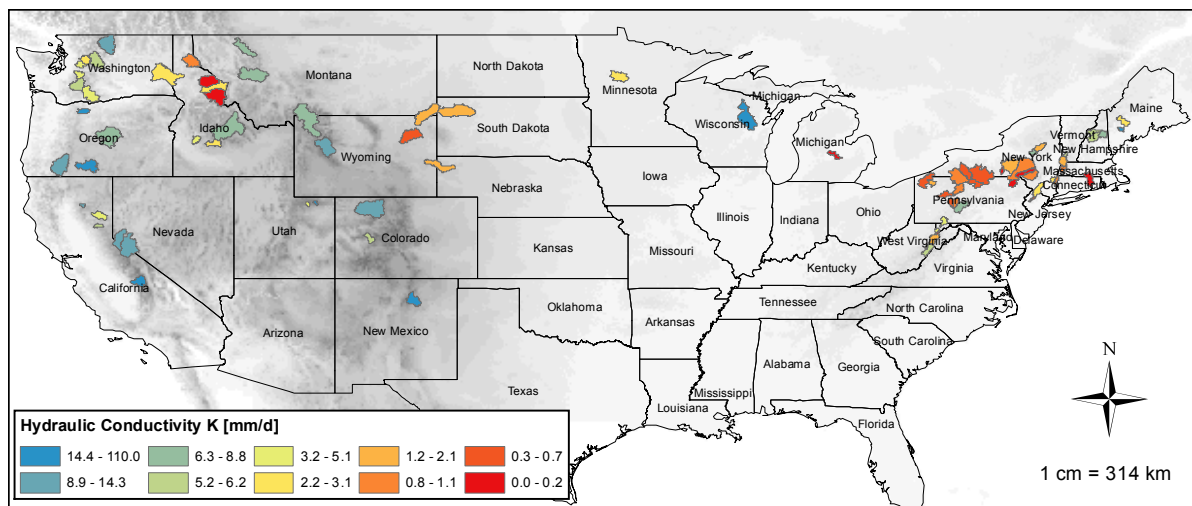 Washington
Montana
North Dakota
Minnesota
Michigan
Maine
Oregon
Idaho
South Dakota
Wisconsin
Vermont
New Hampshire
Wyoming
Michigan
New York
Massachusetts
Connecticut
Iowa
Nebraska
Pennsylvania
New Jersey
Nevada
Utah
Colorado
Illinois
Indiana
Ohio
West Virginia
Maryland
Delaware
Kansas
Missouri
Kentucky
Virginia
California
Arizona
New Mexico
Oklahoma
Arkansas
Tennessee
North Carolina
South Carolina
Texas
Mississippi
Alabama
Georgia
Louisiana
Florida
N
Hydraulic Conductivity K [mm/d]
14.4 - 110.0 6.3 - 8.8 3.2 - 5.1 1.2 - 2.1 0.3 - 0.7
8.9 - 14.3 5.2 - 6.2 2.2 - 3.1 0.8 - 1.1 0.0 - 0.2
1 cm = 314 km